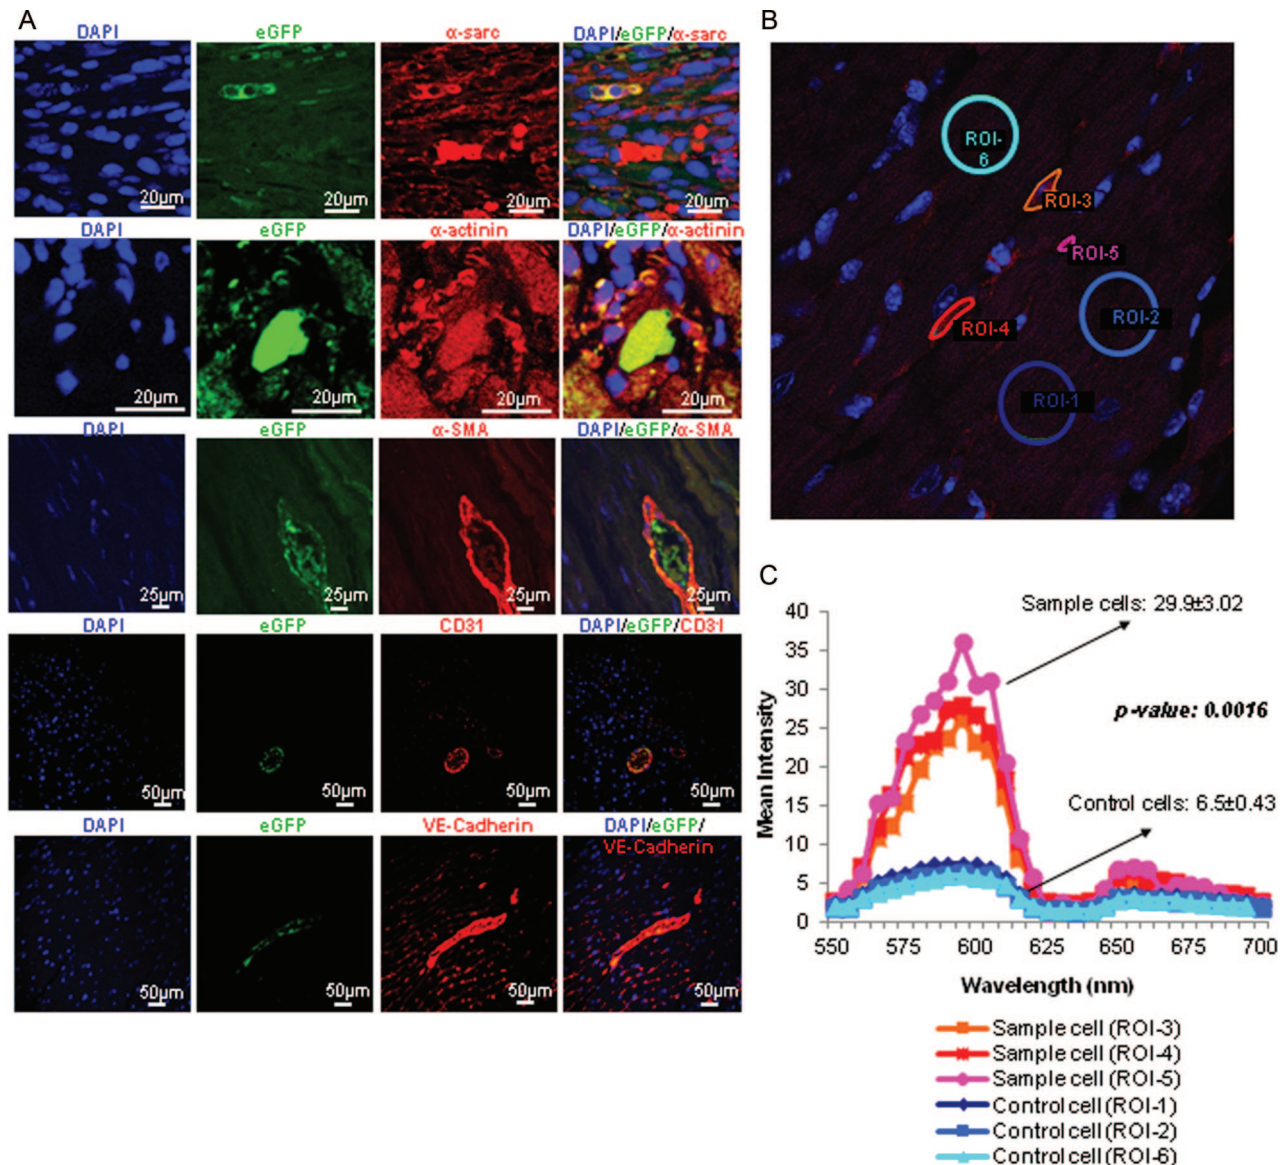 A
DAPI eGFP α-sarc DAPI/eGFP/α-sarc
20μm 20μm 20μm 20μm
DAPI eGFP α-actinin DAPI/eGFP/α-actinin
20μm 20μm 20μm 20μm
DAPI eGFP α-SMA DAPI/eGFP/α-SMA
25μm 25μm 25μm 25μm
DAPI eGFP CD31 DAPI/eGFP/CD31
50μm 50μm 50μm 50μm
DAPI eGFP VE-Cadherin DAPI/eGFP/
VE-Cadherin
50μm 50μm 50μm 50μm
B
ROI-
6
ROI-3
ROI-5
ROI-2
ROI-4
ROI-1
C
Sample cells: 29.9±3.02
p-value: 0.0016
Control cells: 6.5±0.43
Mean Intensity
40
35
30
25
20
15
10
5
0
550 575 600 625 650 675 700
Wavelength (nm)
Sample cell (ROI-3)
Sample cell (ROI-4)
Sample cell (ROI-5)
Control cell (ROI-1)
Control cell (ROI-2)
Control cell (ROI-6)